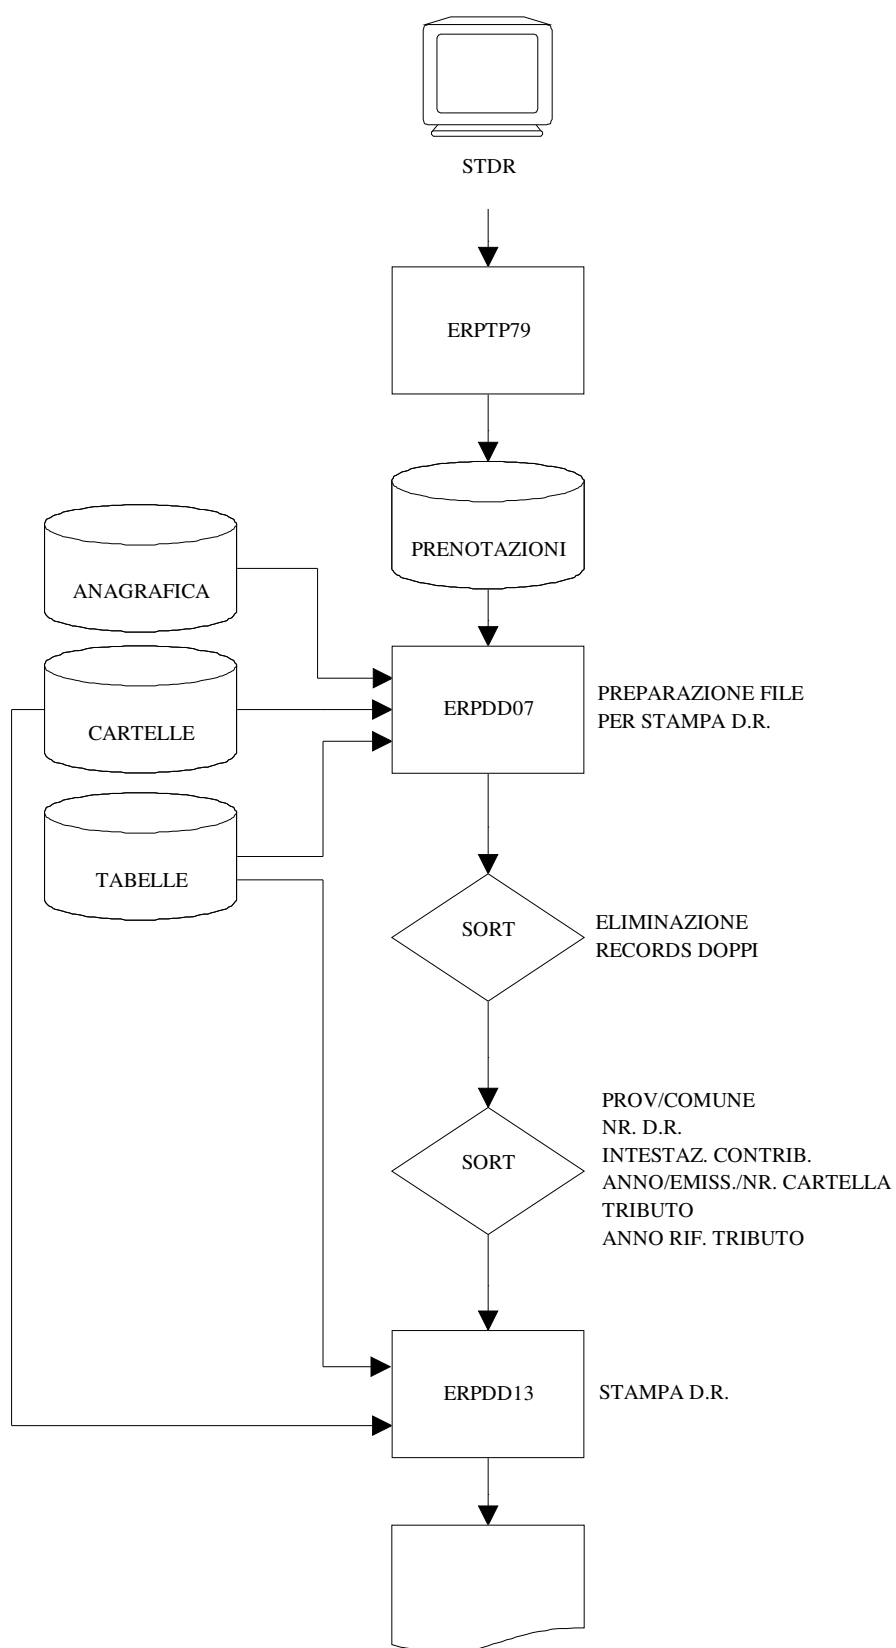 STDR
ERPTP79
PRENOTAZIONI
ANAGRAFICA
CARTELLE
TABELLE
ERPDD07
PREPARAZIONE FILE
PER STAMPA D.R.
SORT
ELIMINAZIONE
RECORDS DOPPI
SORT
PROV/COMUNE
NR. D.R.
INTESTAZ. CONTRIB.
ANNO/EMISS./NR. CARTELLA
TRIBUTO
ANNO RIF. TRIBUTO
ERPDD13
STAMPA D.R.